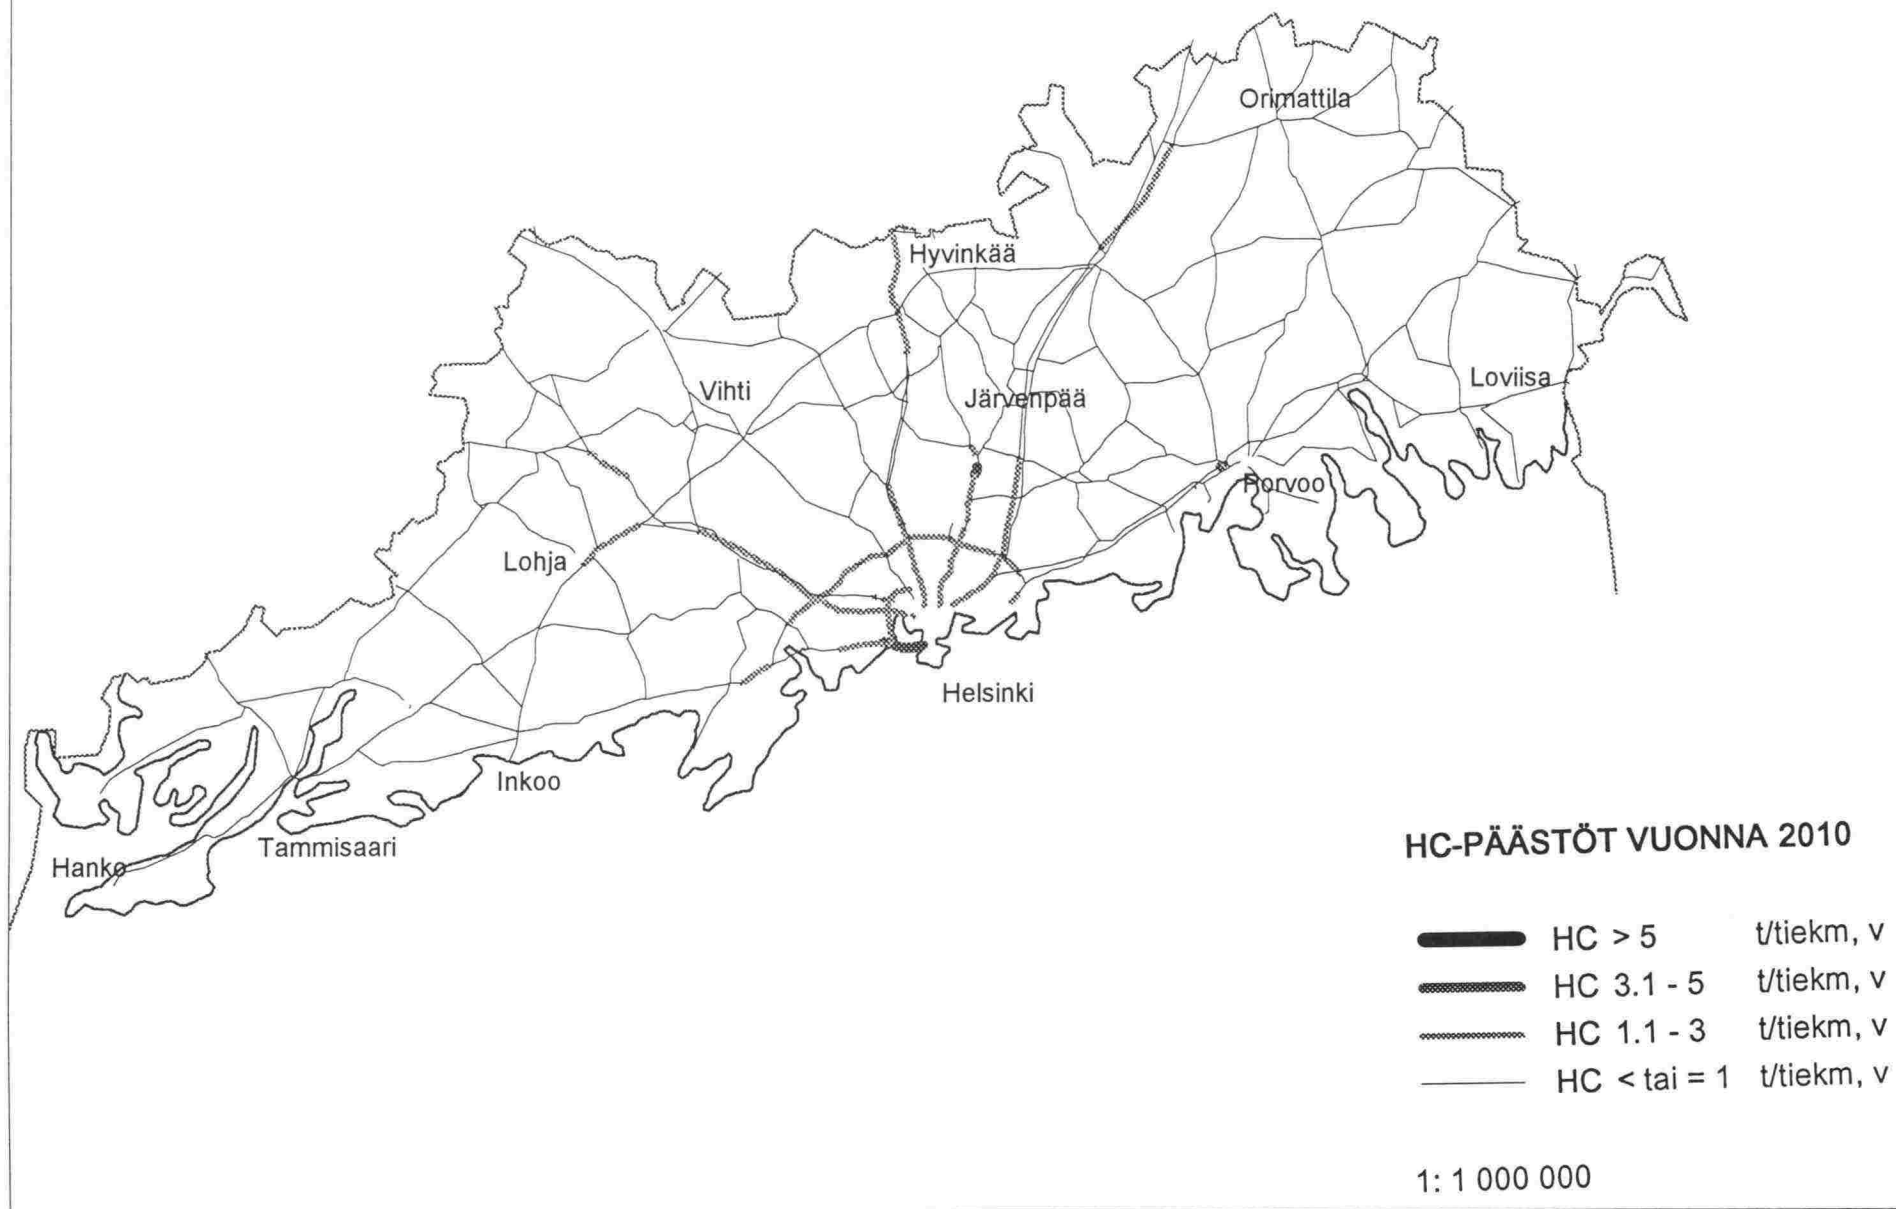 Orimattila
Hyvinkää
Vihti
Järvenpää
Loviisa
Porvoo
Lohja
Helsinki
Inkoo
Tammisaari
Hanko
HC-PÄÄSTÖT VUONNA 2010
HC > 5 t/tiekm, v
HC 3.1 - 5 t/tiekm, v
HC 1.1 - 3 t/tiekm, v
HC < tai = 1 t/tiekm, v
1: 1 000 000